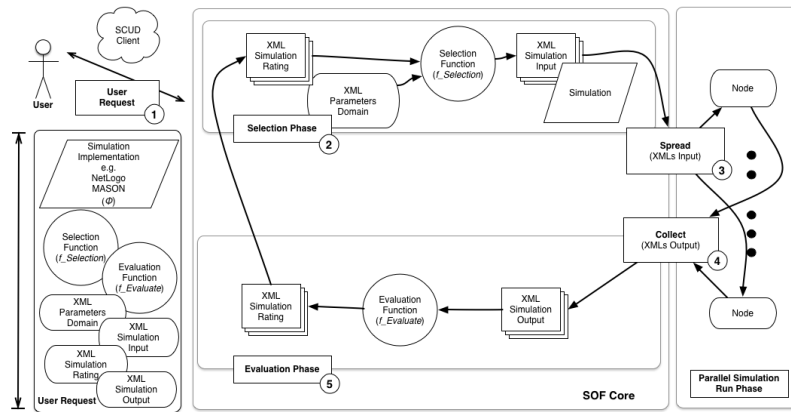 SCUD
Client
User
User
Request
1
Simulation
Implementation
e.g.
NetLogo
MASON
(Φ)
Selection
Function
(f_Selection)
Evaluation
Function
(f_Evaluate)
XML
Parameters
Domain
XML
Simulation
Input
XML
Simulation
Rating
XML
Simulation
Output
User Request
XML
Simulation
Rating
XML
Parameters
Domain
Selection
Function
(f_Selection)
XML
Simulation
Input
Simulation
Selection Phase
2
Spread
(XMLs Input)
3
Node
Collect
(XMLs Output)
4
Node
XML
Simulation
Rating
Evaluation
Function
(f_Evaluate)
XML
Simulation
Output
Evaluation Phase
5
SOF Core
Parallel Simulation
Run Phase